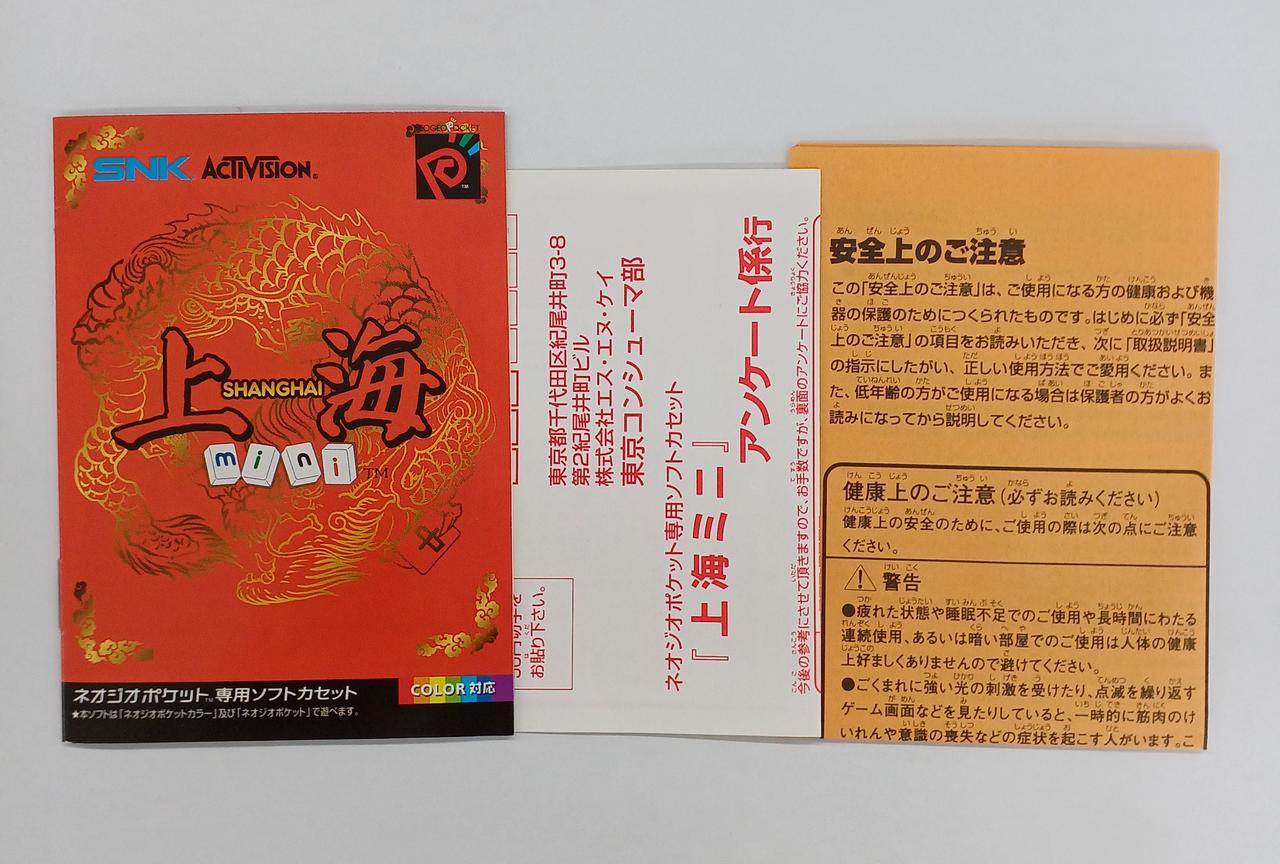 SNK ACTIVISION®
NEOGEO POCKET
TM
上 SHANGHAI 海
mini TM
中
ネオジオポケット™専用ソフトカセット
★本ソフトは「ネオジオポケットカラー」及び「ネオジオポケット」で遊べます。
COLOR 対応
お貼り下さい。
東京都千代田区紀尾井町3-8
第2紀尾井町ビル
株式会社エス・エヌ・ケイ
東京コンシューマ部
ネオジオポケット専用ソフトカセット
『上海ミニ』
アンケート係行
今後の参考にさせて頂きますので、お手数ですが、裏面のアンケートにご協力ください。
安全上のご注意
この「安全上のご注意」は、ご使用になる方の健康および機
器の保護のためにつくられたものです。はじめに必ず「安全
上のご注意」の項目をお読みいただき、次に「取扱説明書」
の指示にしたがい、正しい使用方法でご愛用ください。ま
た、低年齢の方がご使用になる場合は保護者の方がよくお
読みになってから説明してください。
健康上のご注意(必ずお読みください)
健康上の安全のために、ご使用の際は次の点にご注意
ください。
警告
●疲れた状態や睡眠不足でのご使用や長時間にわたる
連続使用、あるいは暗い部屋でのご使用は人体の健康
上好ましくありませんので避けてください。
●ごくまれに強い光の刺激を受けたり、点滅を繰り返す
ゲーム画面などを見たりしていると、一時的に筋肉のけ
いれんや意識の喪失などの症状を起こす人がいます。こ